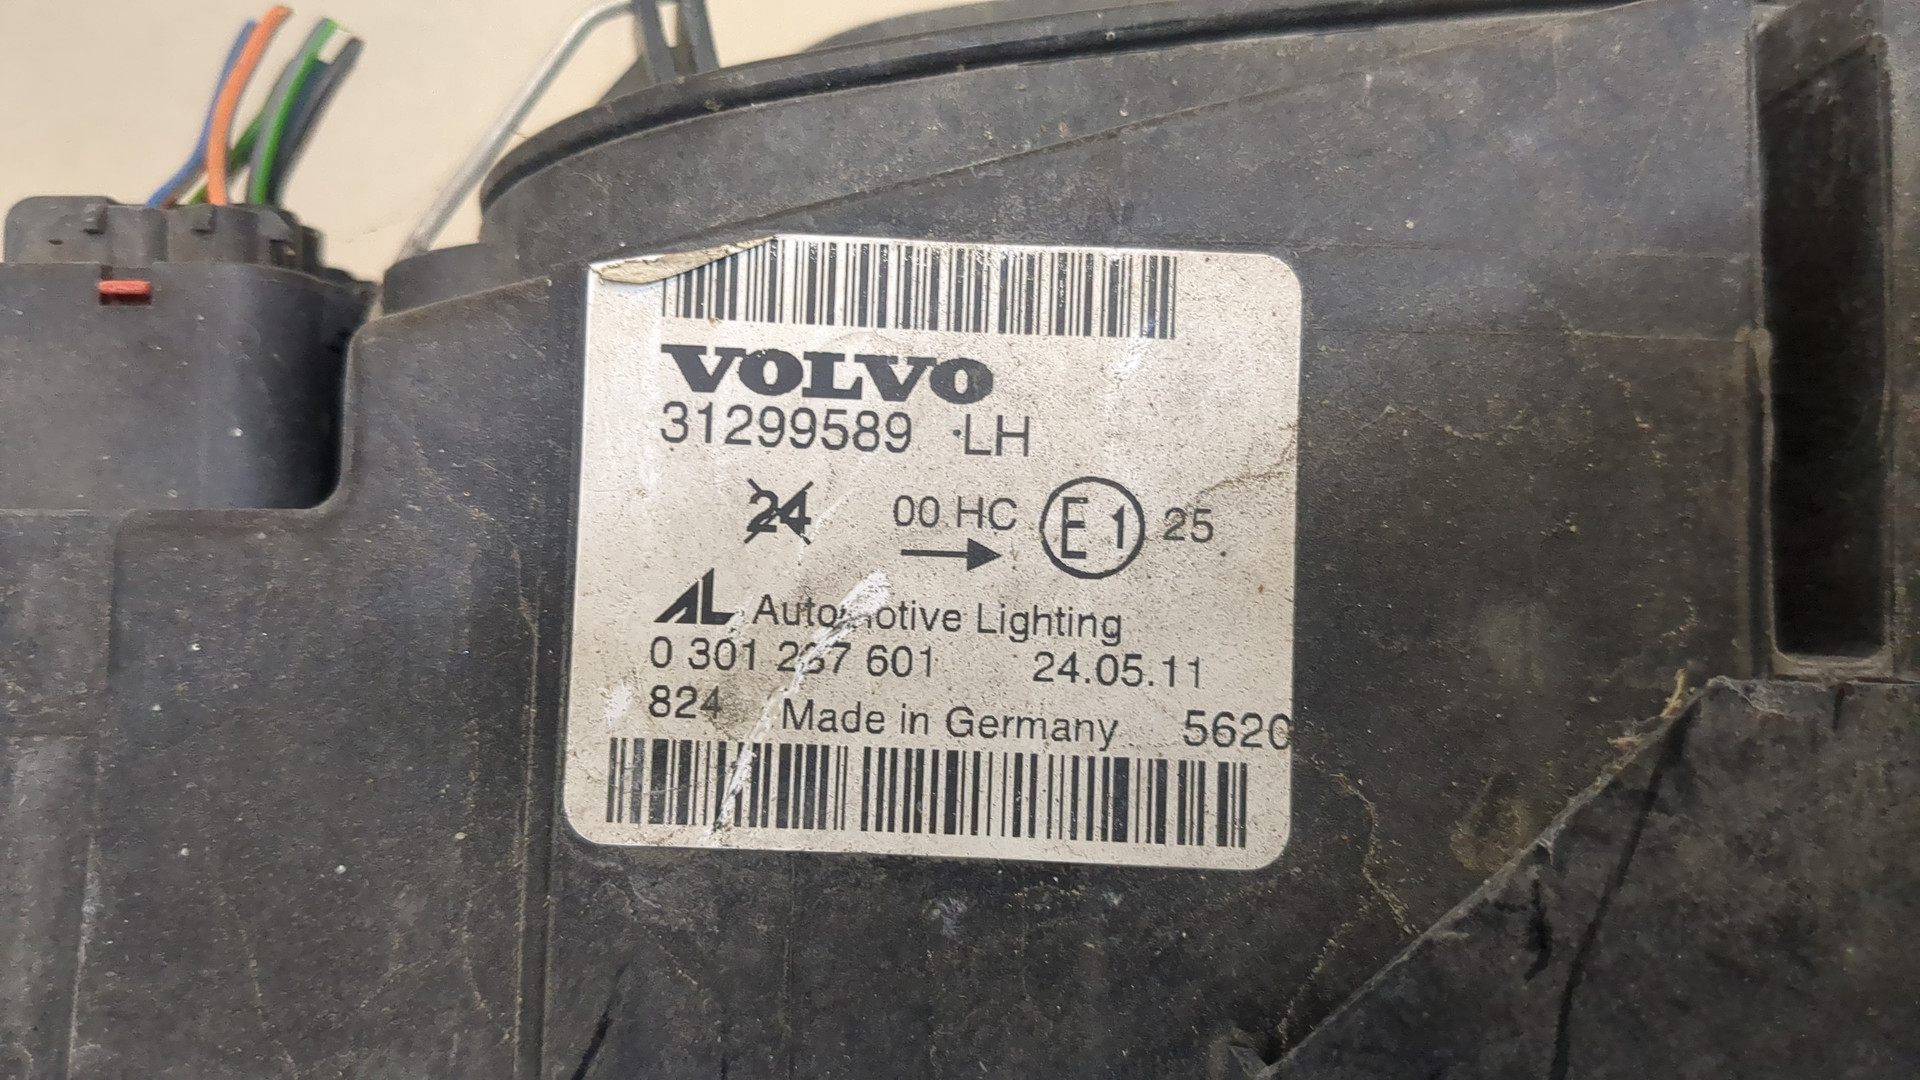 VOLVO
31299589 LH
24 00 HC E1 25
AL Automotive Lighting
0 301 237 601 24.05.11
824 Made in Germany 5620